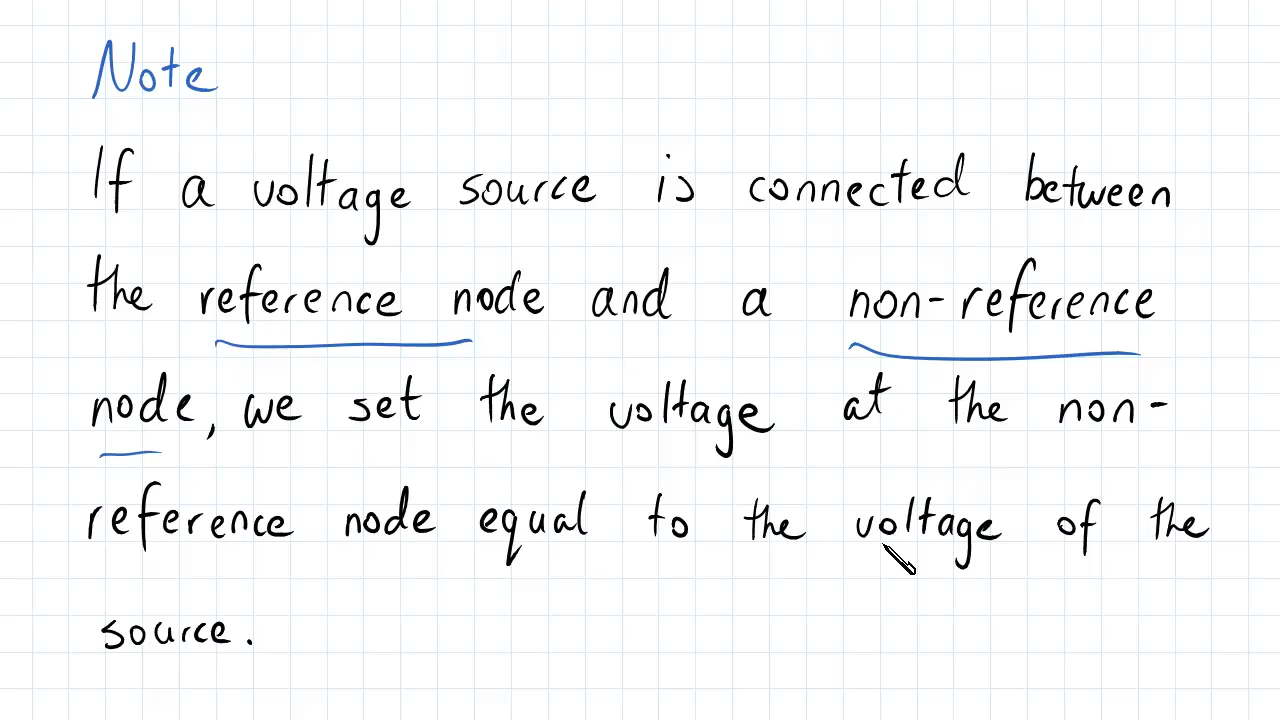 Note
If a voltage source is connected between
the reference node and a non-reference
node, we set the voltage at the non-
reference node equal to the voltage of the
source.